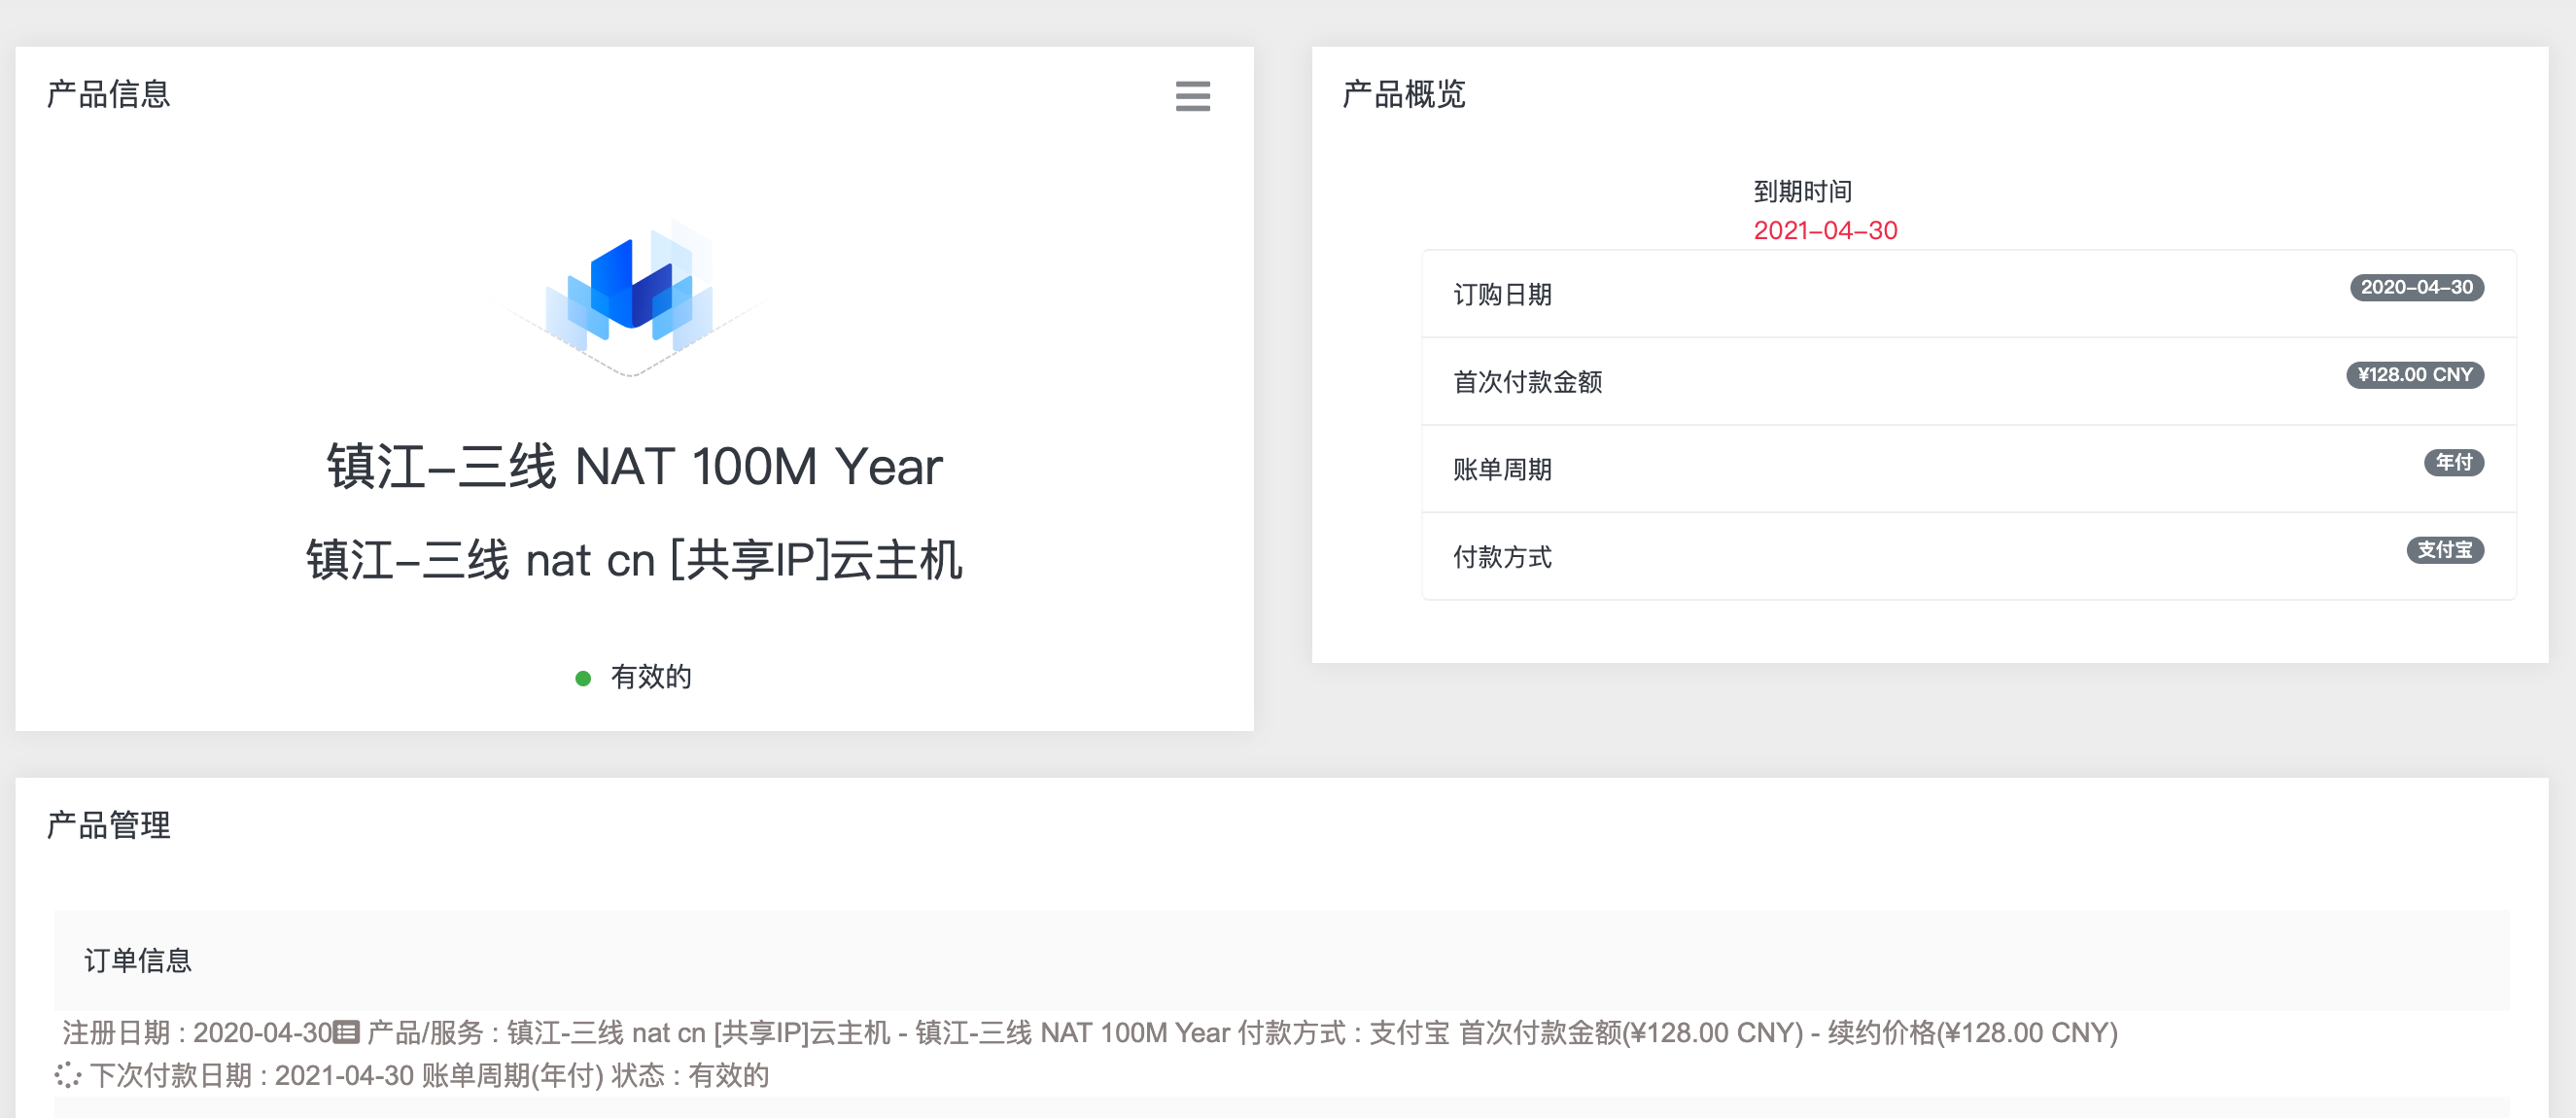 产品信息
镇江-三线 NAT 100M Year
镇江-三线 nat cn [共享IP]云主机
有效的
产品概览
到期时间
2021-04-30
订购日期 2020-04-30
首次付款金额 ¥128.00 CNY
账单周期 年付
付款方式 支付宝
产品管理
订单信息
注册日期 : 2020-04-30 产品/服务 : 镇江-三线 nat cn [共享IP]云主机 - 镇江-三线 NAT 100M Year 付款方式 : 支付宝 首次付款金额(¥128.00 CNY) - 续约价格(¥128.00 CNY)
下次付款日期 : 2021-04-30 账单周期(年付) 状态 : 有效的